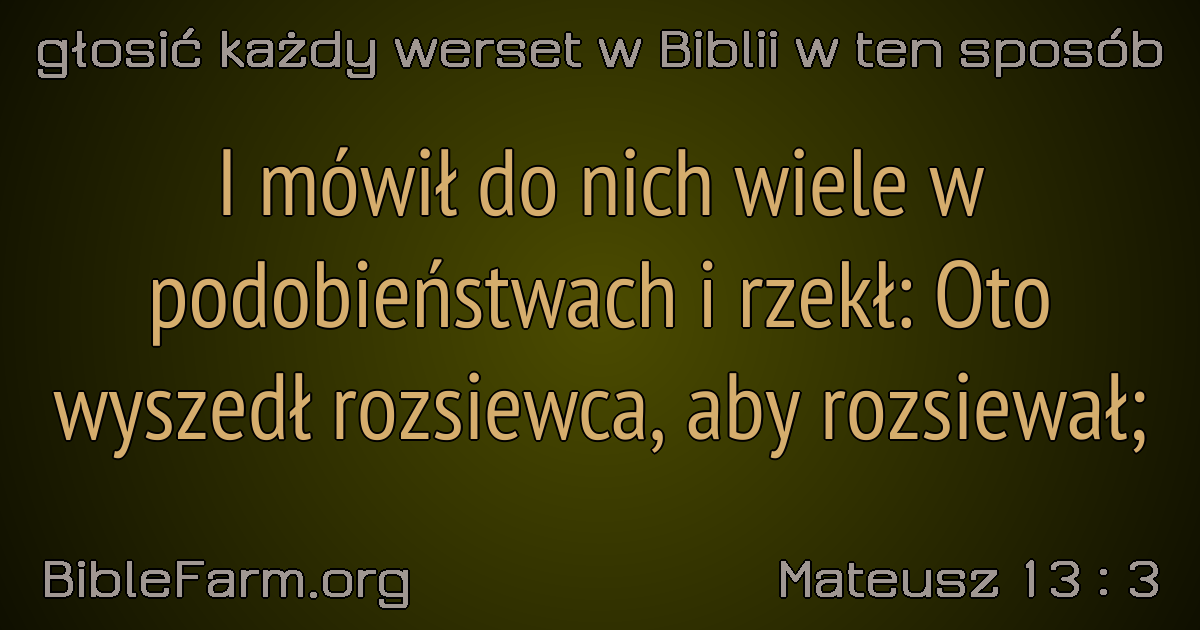 głosić każdy werset w Biblii w ten sposób
I mówił do nich wiele w
podobieństwach i rzekł: Oto
wyszedł rozsiewca, aby rozsiewał;
BibleFarm.org
Mateusz 13 : 3